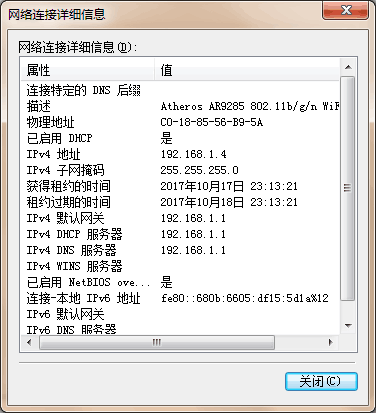 网络连接详细信息
网络连接详细信息(D):
属性 值
连接特定的 DNS 后缀
描述 Atheros AR9285 802.11b/g/n WiF
物理地址 C0-18-85-56-B9-5A
已启用 DHCP 是
IPv4 地址 192.168.1.4
IPv4 子网掩码 255.255.255.0
获得租约的时间 2017年10月17日 23:13:21
租约过期的时间 2017年10月18日 23:13:21
IPv4 默认网关 192.168.1.1
IPv4 DHCP 服务器 192.168.1.1
IPv4 DNS 服务器 192.168.1.1
IPv4 WINS 服务器
已启用 NetBIOS ove... 是
连接-本地 IPv6 地址 fe80::680b:6605:df15:5d1a%12
IPv6 默认网关
IPv6 DNS 服务器
关闭(C)